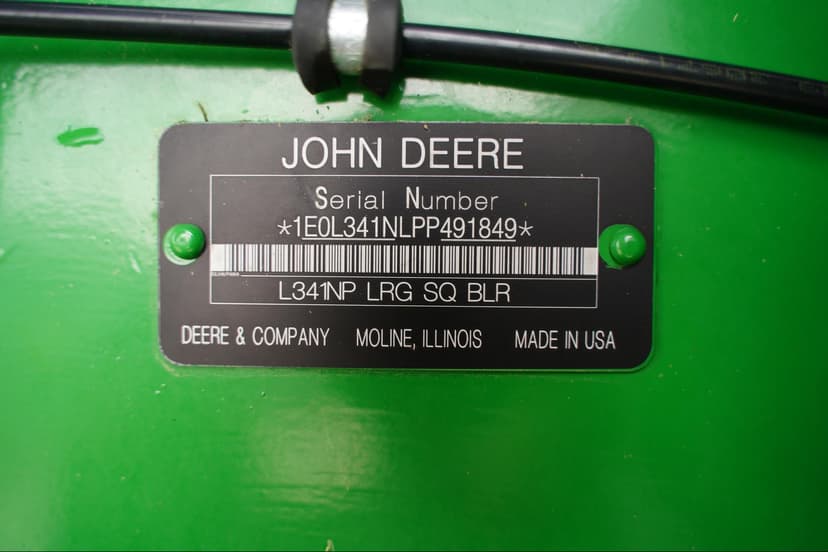 JOHN DEERE
Serial Number
*1E0L341NLPP491849*
L341NP LRG SQ BLR
DEERE & COMPANY MOLINE, ILLINOIS MADE IN USA